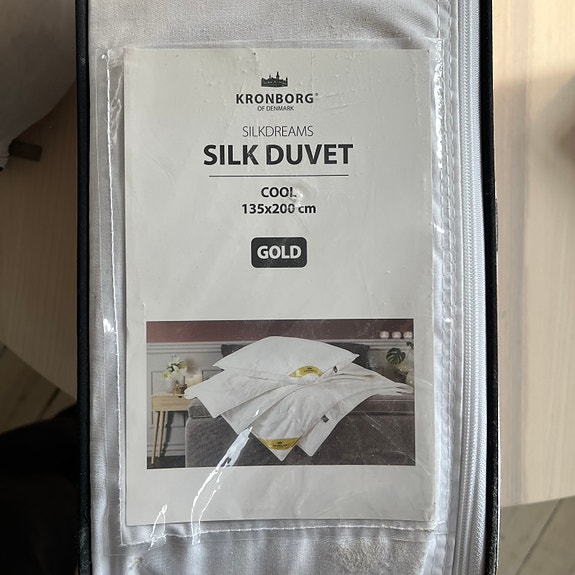 KRONBORG®
OF DENMARK
SILKDREAMS
SILK DUVET
COOL
135x200 cm
GOLD